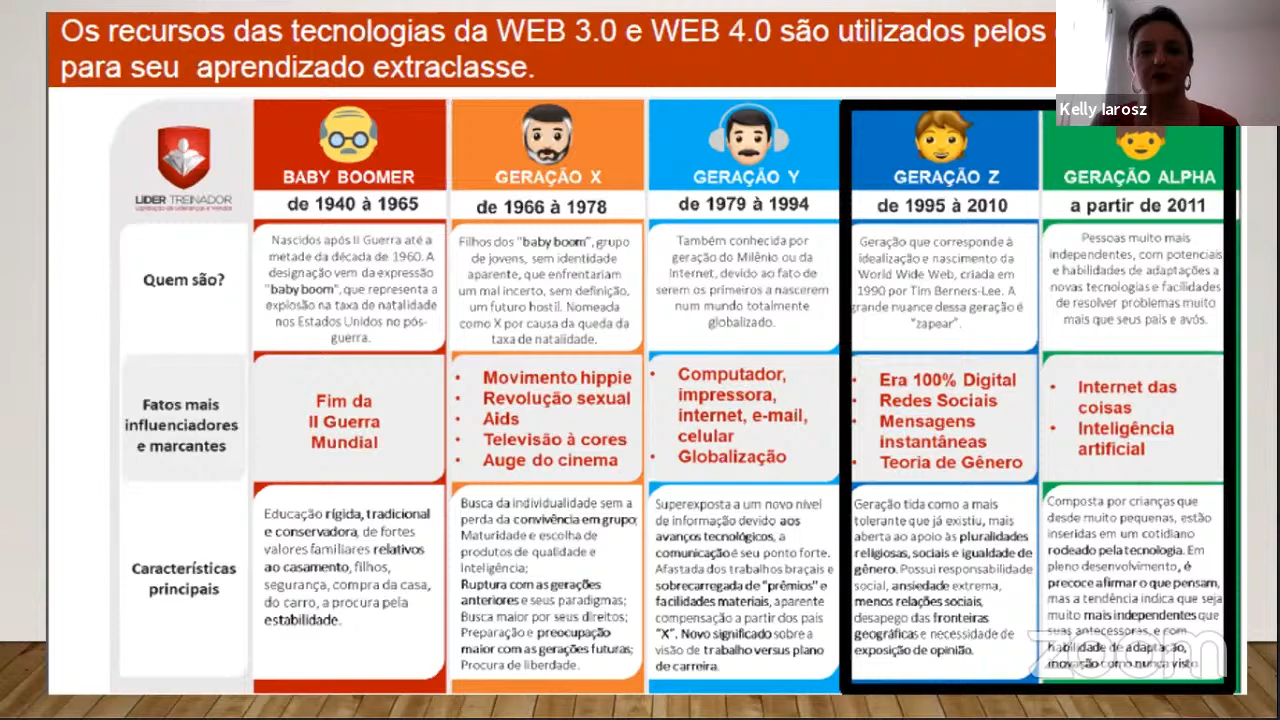 Os recursos das tecnologias da WEB 3.0 e WEB 4.0 são utilizados pelos
para seu aprendizado extraclasse.
Kelly Iarosz
LIDER TREINADOR
BABY BOOMER
de 1940 à 1965
GERAÇÃO X
de 1966 à 1978
GERAÇÃO Y
de 1979 à 1994
GERAÇÃO Z
de 1995 à 2010
GERAÇÃO ALPHA
a partir de 2011
Quem são?
Nascidos após II Guerra até a
metade da década de 1960. A
designação vem da expressão
"baby boom", que representa a
explosão na taxa de natalidade
nos Estados Unidos no pós-
guerra.
Filhos dos "baby boom", grupo
de jovens, sem identidade
aparente, que enfrentariam
um mal incerto, sem definição,
um futuro hostil. Nomeada
como X por causa da queda da
taxa de natalidade.
Também conhecida por
geração do Milênio ou da
Internet, devido ao fato de
serem os primeiros a nascerem
num mundo totalmente
globalizado.
Geração que corresponde à
idealização e nascimento da
World Wide Web, criada em
1990 por Tim Berners-Lee. A
grande nuance dessa geração é
"zapear".
Pessoas muito mais
independentes, com potenciais
e habilidades de adaptações a
novas tecnologias e facilidades
de resolver problemas muito
mais que seus pais e avós.
Fatos mais
influenciadores
e marcantes
Fim da
II Guerra
Mundial
• Movimento hippie
• Revolução sexual
• Aids
• Televisão à cores
• Auge do cinema
• Computador,
impressora,
internet, e-mail,
celular
• Globalização
• Era 100% Digital
• Redes Sociais
• Mensagens
instantâneas
• Teoria de Gênero
• Internet das
coisas
• Inteligência
artificial
Características
principais
Educação rígida, tradicional
e conservadora, de fortes
valores familiares relativos
ao casamento, filhos,
segurança, compra da casa,
do carro, a procura pela
estabilidade.
Busca da individualidade sem a
perda da convivência em grupo;
Maturidade e escolha de
produtos de qualidade e
Inteligência;
Ruptura com as gerações
anteriores e seus paradigmas;
Busca maior por seus direitos;
Preparação e preocupação
maior com as gerações futuras;
Procura de liberdade.
Superexposta a um novo nível
de informação devido aos
avanços tecnológicos, a
comunicação é seu ponto forte.
Afastada dos trabalhos braçais e
sobrecarregada de "prêmios" e
facilidades materiais, aparente
compensação a partir dos pais
"X". Novo significado sobre a
visão de trabalho versus plano
de carreira.
Geração tida como a mais
tolerante que já existiu, mais
aberta ao apoio às pluralidades
religiosas, sociais e igualdade de
gênero. Possui responsabilidade
social, ansiedade extrema,
menos relações sociais,
desapego das fronteiras
geográficas e necessidade de
exposição de opinião.
Composta por crianças que
desde muito pequenas, estão
inseridas em um cotidiano
rodeado pela tecnologia. Em
pleno desenvolvimento, é
precoce afirmar o que pensam,
mas a tendência indica que seja
muito mais independentes que
suas antecessoras, e com
habilidade de adaptação,
inovação como nunca visto.
zoom